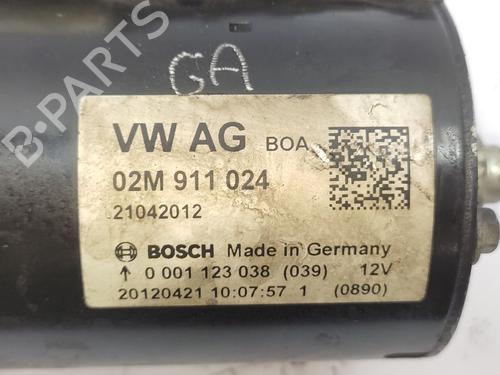 GA
VW AG BOA
02M 911 024
21042012
BOSCH Made in Germany
↑ 0 001 123 038 (039) 12V
20120421 10:07:57 1 (0890)
B-PARTS